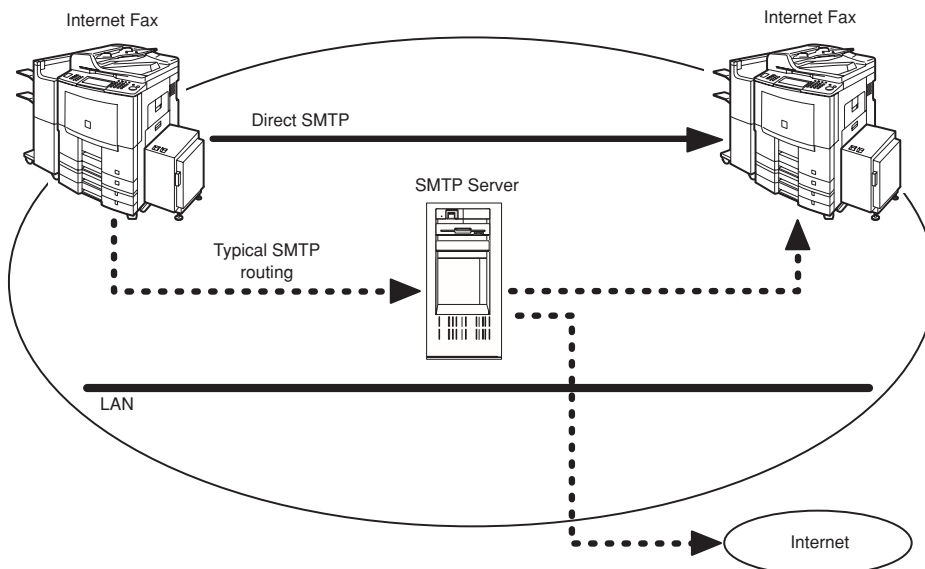 Internet Fax
Internet Fax
Direct SMTP
SMTP Server
Typical SMTP
routing
LAN
Internet